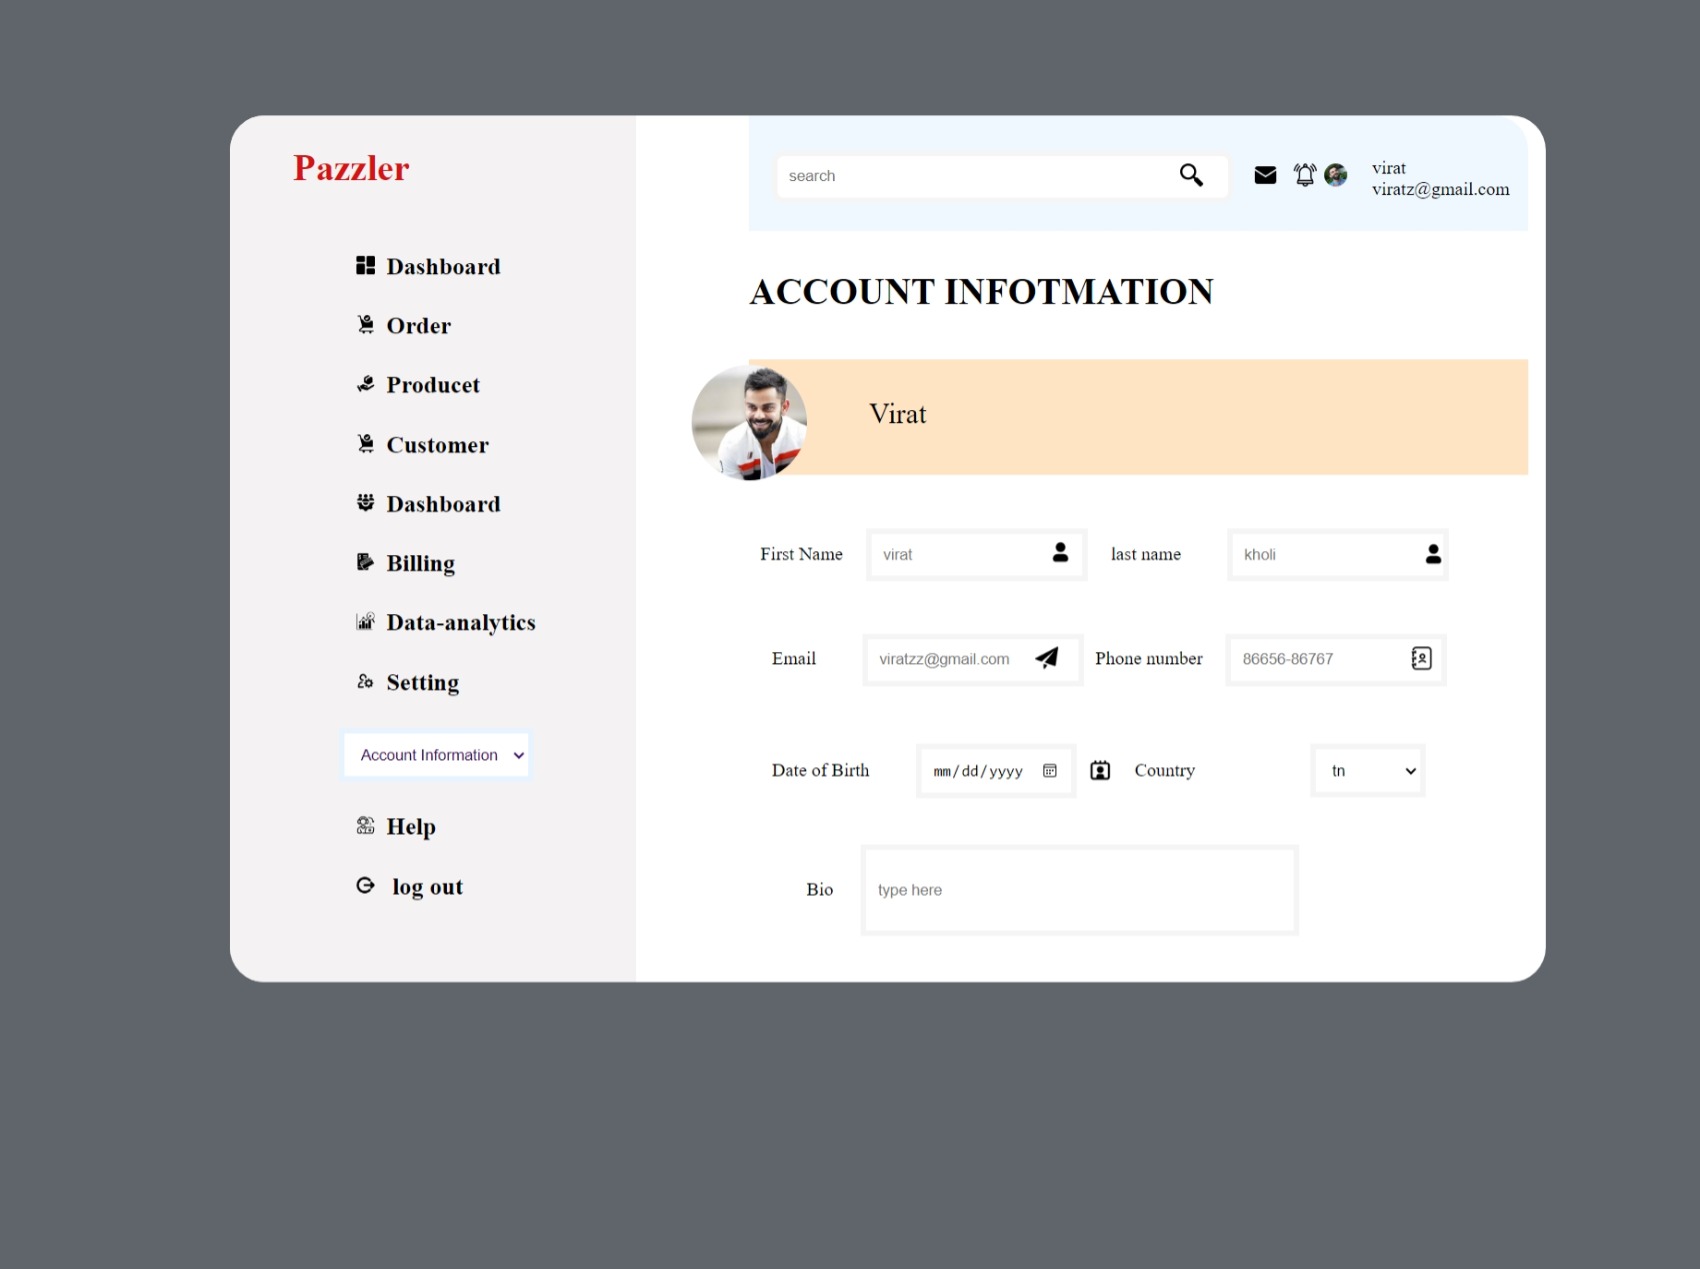 Pazzler
Dashboard
Order
Producet
Customer
Dashboard
Billing
Data-analytics
Setting
Account Information
Help
log out
search
virat
viratz@gmail.com
ACCOUNT INFOTMATION
Virat
First Name
virat
last name
kholi
Email
viratzz@gmail.com
Phone number
86656-86767
Date of Birth
mm/dd/yyyy
Country
tn
Bio
type here